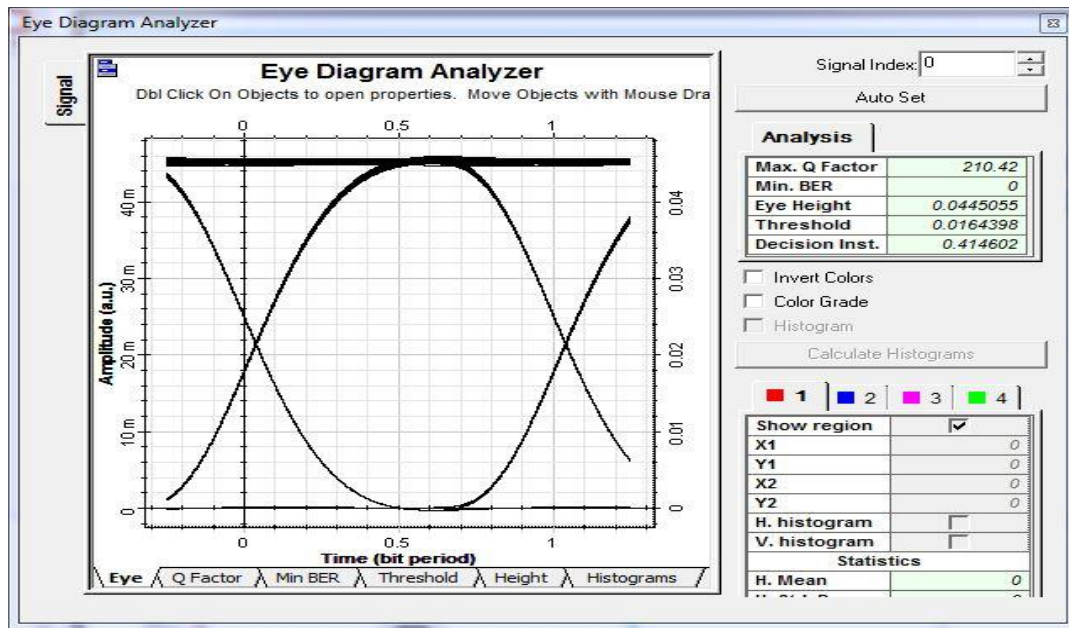 Eye Diagram Analyzer
Signal
Eye Diagram Analyzer
Dbl Click On Objects to open properties. Move Objects with Mouse Dra
0 0.5 1
Amplitude (a.u.)
40 m
30 m
20 m
10 m
0
0.04
0.03
0.02
0.01
0
0 0.5 1
Time (bit period)
Eye Q Factor Min BER Threshold Height Histograms
Signal Index: 0
Auto Set
Analysis
Max. Q Factor 210.42
Min. BER 0
Eye Height 0.0445055
Threshold 0.0164398
Decision Inst. 0.414602
Invert Colors
Color Grade
Histogram
Calculate Histograms
1 2 3 4
Show region
X1 0
Y1 0
X2 0
Y2 0
H. histogram
V. histogram
Statistics
H. Mean 0